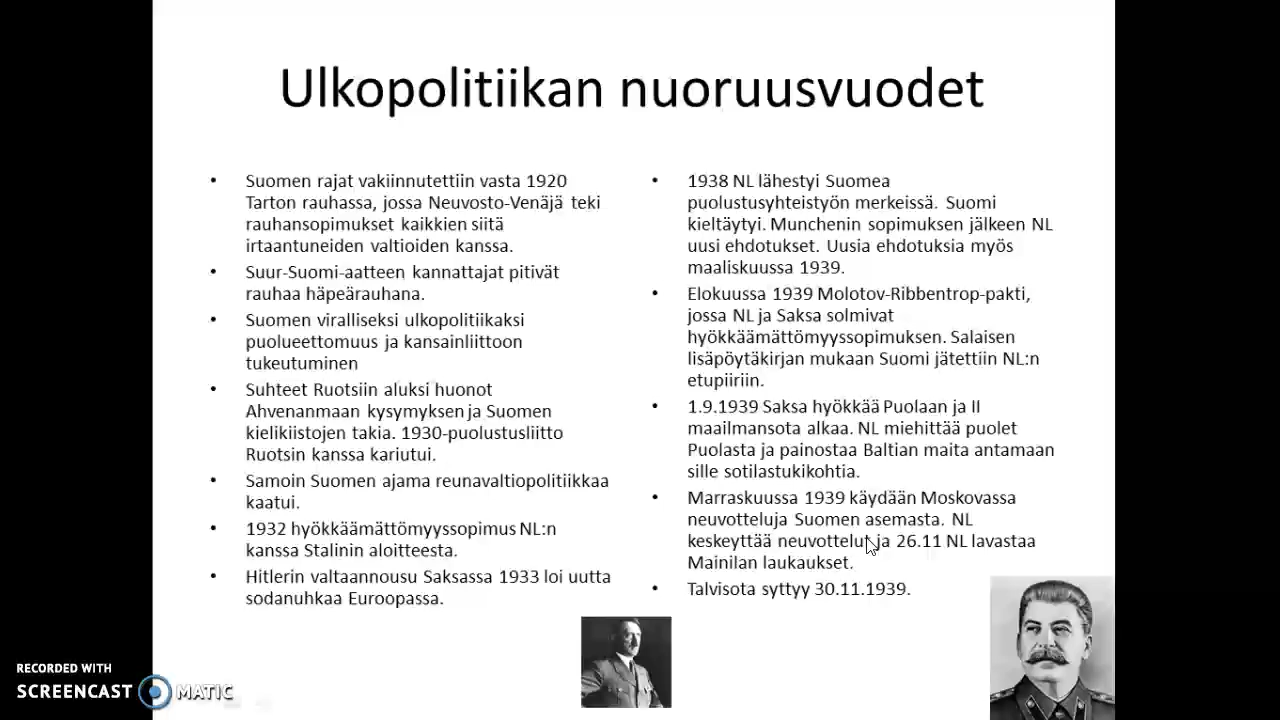 Ulkopolitiikan nuoruusvuodet
• Suomen rajat vakiinnutettiin vasta 1920
Tarton rauhassa, jossa Neuvosto-Venäjä teki
rauhansopimukset kaikkien siitä
irtaantuneiden valtioiden kanssa.
• Suur-Suomi-aatteen kannattajat pitivät
rauhaa häpeärauhana.
• Suomen viralliseksi ulkopolitiikaksi
puolueettomuus ja kansainliittoon
tukeutuminen
• Suhteet Ruotsiin aluksi huonot
Ahvenanmaan kysymyksen ja Suomen
kielikiistojen takia. 1930-puolustusliitto
Ruotsin kanssa kariutui.
• Samoin Suomen ajama reunavaltiopolitiikkaa
kaatui.
• 1932 hyökkäämättömyyssopimus NL:n
kanssa Stalinin aloitteesta.
• Hitlerin valtaannousu Saksassa 1933 loi uutta
sodanuhkaa Euroopassa.
• 1938 NL lähestyi Suomea
puolustusyhteistyön merkeissä. Suomi
kieltäytyi. Munchenin sopimuksen jälkeen NL
uusi ehdotukset. Uusia ehdotuksia myös
maaliskuussa 1939.
• Elokuussa 1939 Molotov-Ribbentrop-pakti,
jossa NL ja Saksa solmivat
hyökkäämättömyyssopimuksen. Salaisen
lisäpöytäkirjan mukaan Suomi jätettiin NL:n
etupiiriin.
• 1.9.1939 Saksa hyökkää Puolaan ja II
maailmansota alkaa. NL miehittää puolet
Puolasta ja painostaa Baltian maita antamaan
sille sotilastukikohtia.
• Marraskuussa 1939 käydään Moskovassa
neuvotteluja Suomen asemasta. NL
keskeyttää neuvottelut ja 26.11 NL lavastaa
Mainilan laukaukset.
• Talvisota syttyy 30.11.1939.
RECORDED WITH
SCREENCAST MATIC